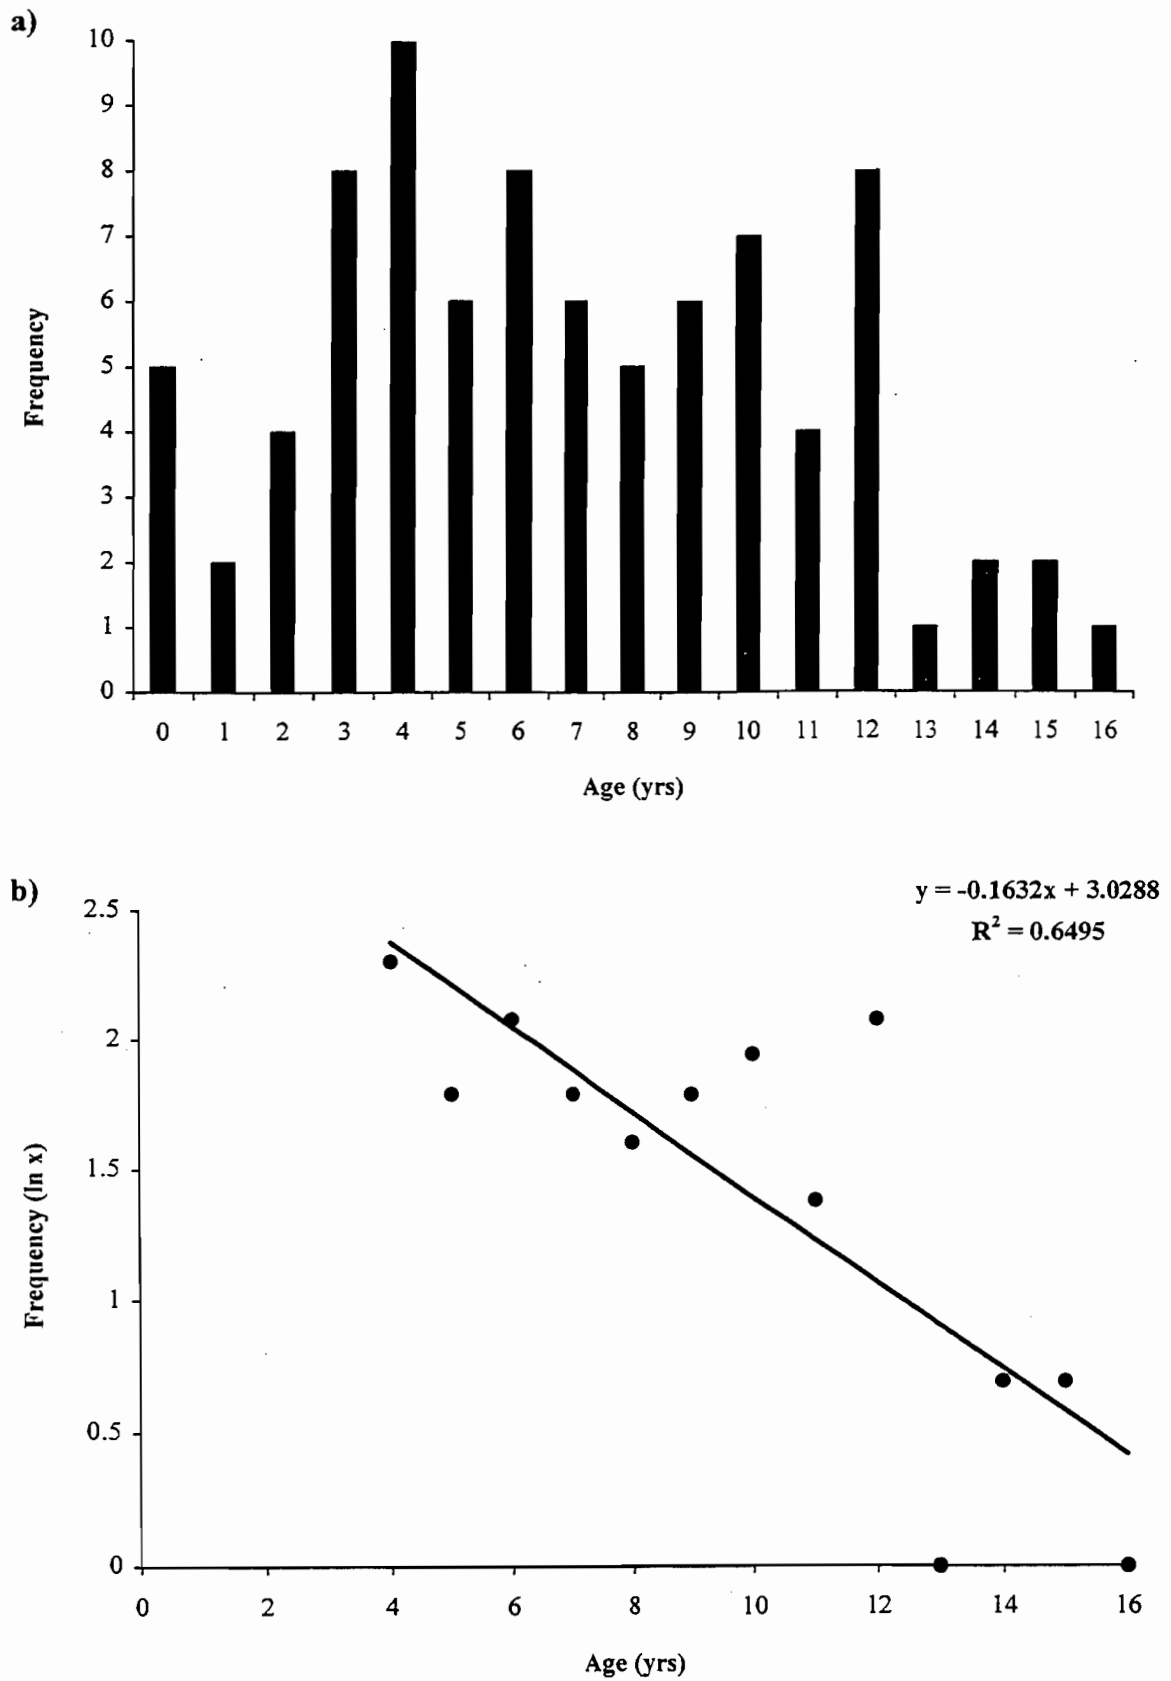 a)
10
9
8
7
6
5
4
3
2
1
0
Frequency
0 1 2 3 4 5 6 7 8 9 10 11 12 13 14 15 16
Age (yrs)
b)
y = -0.1632x + 3.0288
R² = 0.6495
2.5
2
1.5
1
0.5
0
Frequency (ln x)
0 2 4 6 8 10 12 14 16
Age (yrs)